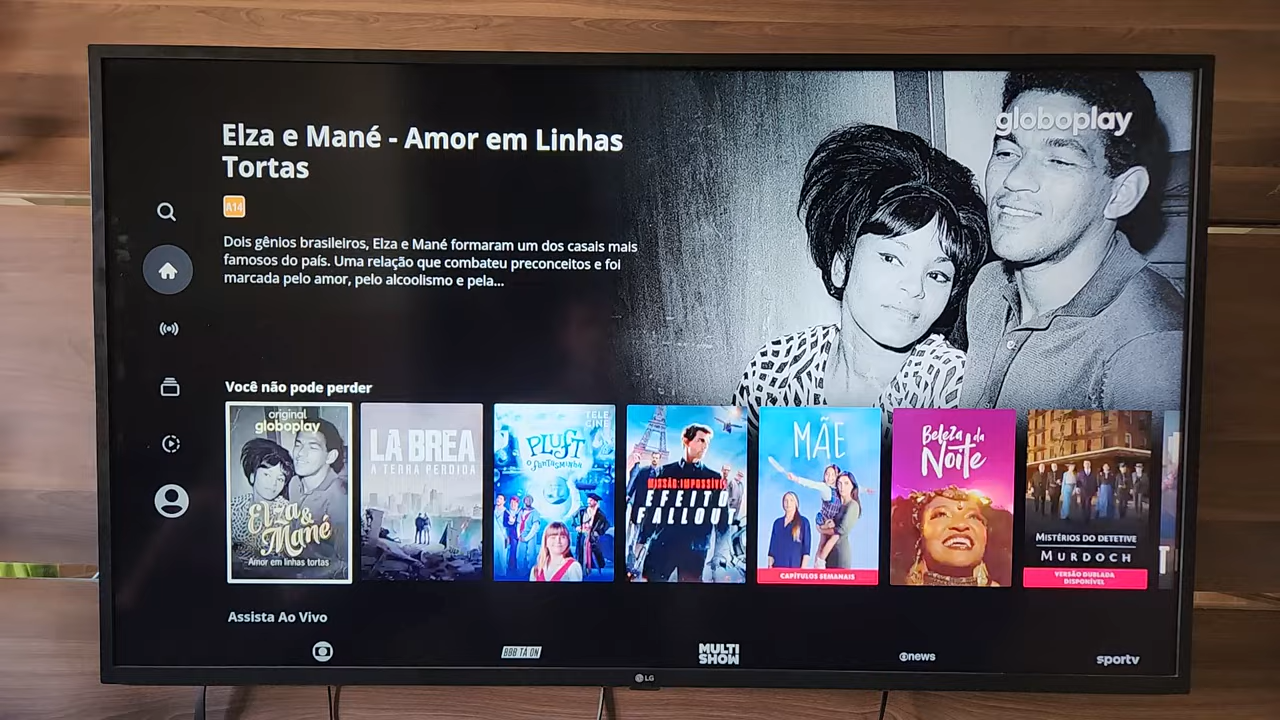 globoplay
Elza e Mané - Amor em Linhas
Tortas
A14
Dois gênios brasileiros, Elza e Mané formaram um dos casais mais
famosos do país. Uma relação que combateu preconceitos e foi
marcada pelo amor, pelo alcoolismo e pela...
Você não pode perder
original
globoplay
Elza &
Mané
Amor em linhas tortas
LA BREA
A TERRA PERDIDA
TELE
CINE
PLUFT
O FANTASMINHA
MISSÃO: IMPOSSÍVEL
EFEITO
FALLOUT
MÃE
CAPÍTULOS SEMANAIS
Beleza da
Noite
MISTÉRIOS DO DETETIVE
MURDOCH
VERSÃO DUBLADA
DISPONÍVEL
T
Assista Ao Vivo
BBB TÁ ON
MULTI
SHOW
news
sportv
LG